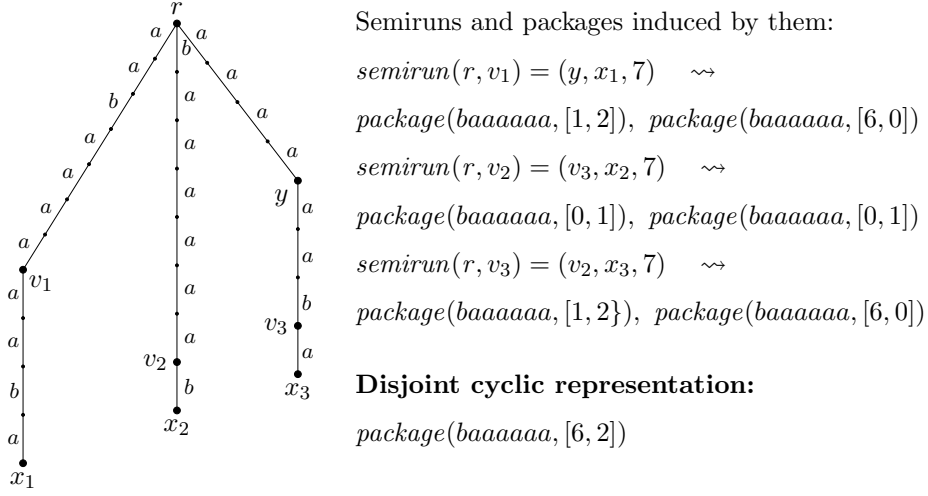 r
a
a
b
a
a
a
a
v₁
a
a
b
a
x₁
b
a
a
a
a
a
a
v₂
b
x₂
a
a
a
a
y
a
a
b
v₃
a
x₃
Semiruns and packages induced by them:
semirun(r, v₁) = (y, x₁, 7) ⇝
package(baaaaaa, [1, 2]), package(baaaaaa, [6, 0])
semirun(r, v₂) = (v₃, x₂, 7) ⇝
package(baaaaaa, [0, 1]), package(baaaaaa, [0, 1])
semirun(r, v₃) = (v₂, x₃, 7) ⇝
package(baaaaaa, [1, 2}), package(baaaaaa, [6, 0])
Disjoint cyclic representation:
package(baaaaaa, [6, 2])